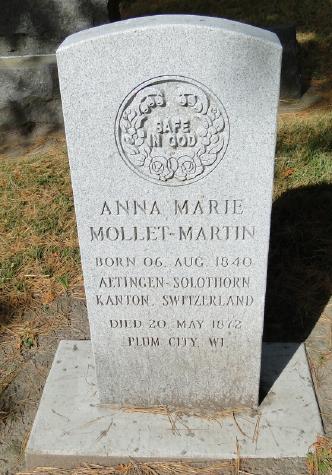 SAFE
IN GOD
ANNA MARIE
MOLLET-MARTIN
BORN 06. AUG. 1840
AETINGEN-SOLOTHORN
KANTON, SWITZERLAND
DIED 20 MAY 1872
PLUM CITY, WI